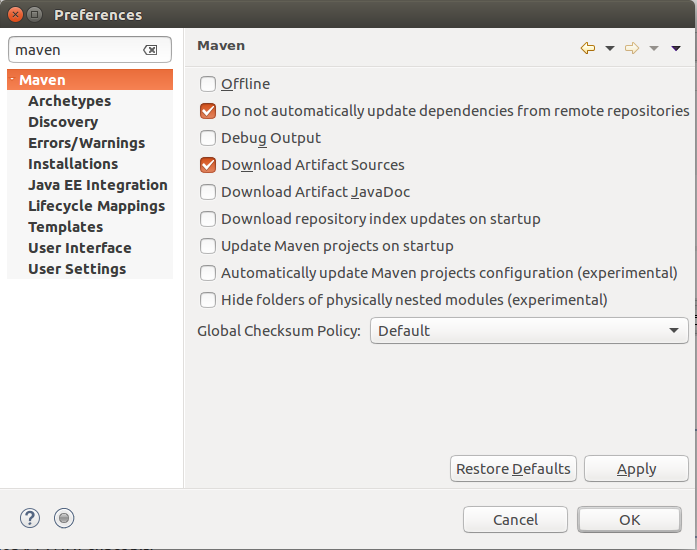 Preferences
maven
Maven
Maven
Archetypes
Discovery
Errors/Warnings
Installations
Java EE Integration
Lifecycle Mappings
Templates
User Interface
User Settings
Offline
Do not automatically update dependencies from remote repositories
Debug Output
Download Artifact Sources
Download Artifact JavaDoc
Download repository index updates on startup
Update Maven projects on startup
Automatically update Maven projects configuration (experimental)
Hide folders of physically nested modules (experimental)
Global Checksum Policy: Default
Restore Defaults Apply
Cancel OK